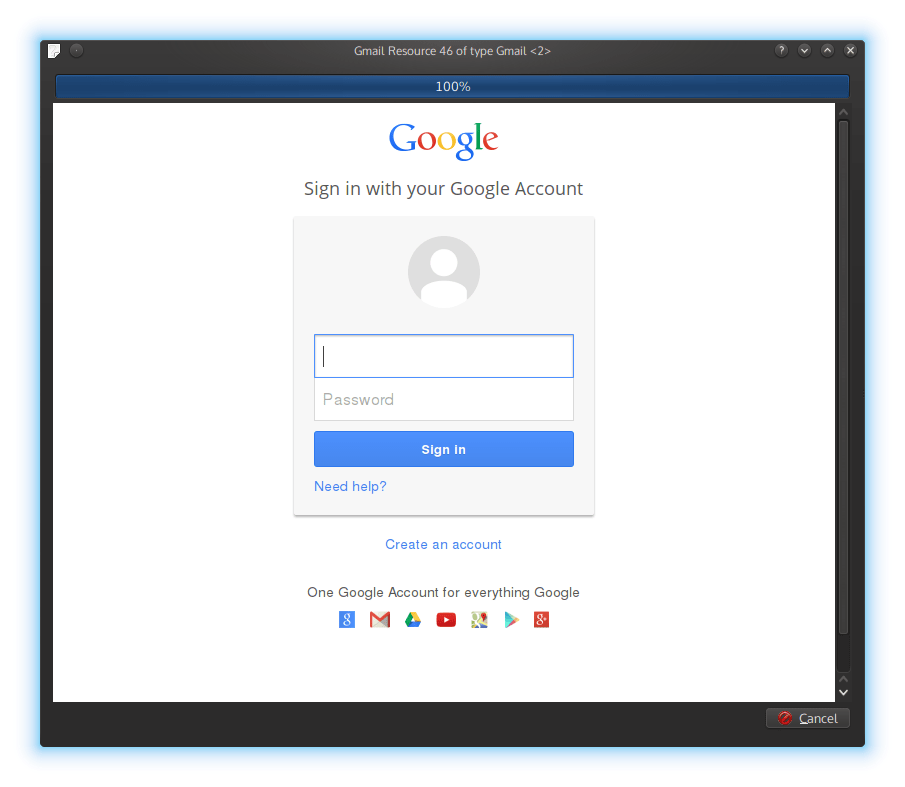 Gmail Resource 46 of type Gmail <2>
100%
Google
Sign in with your Google Account
Password
Sign in
Need help?
Create an account
One Google Account for everything Google
Cancel